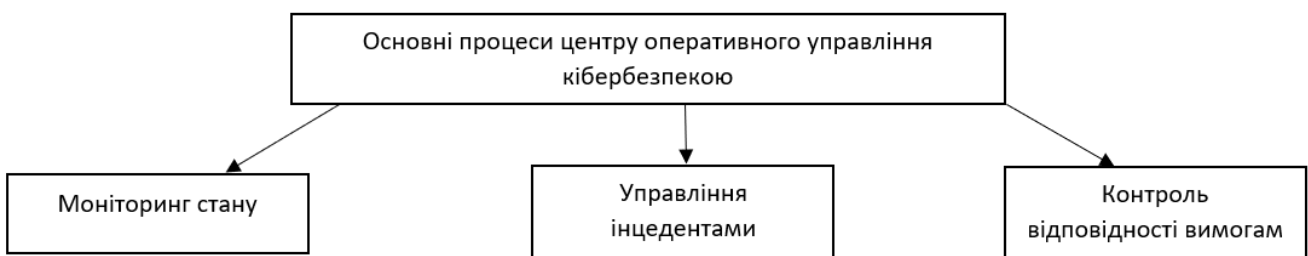 Основні процеси центру оперативного управління
кібербезпекою
Моніторинг стану
Управління
інцедентами
Контроль
відповідності вимогам